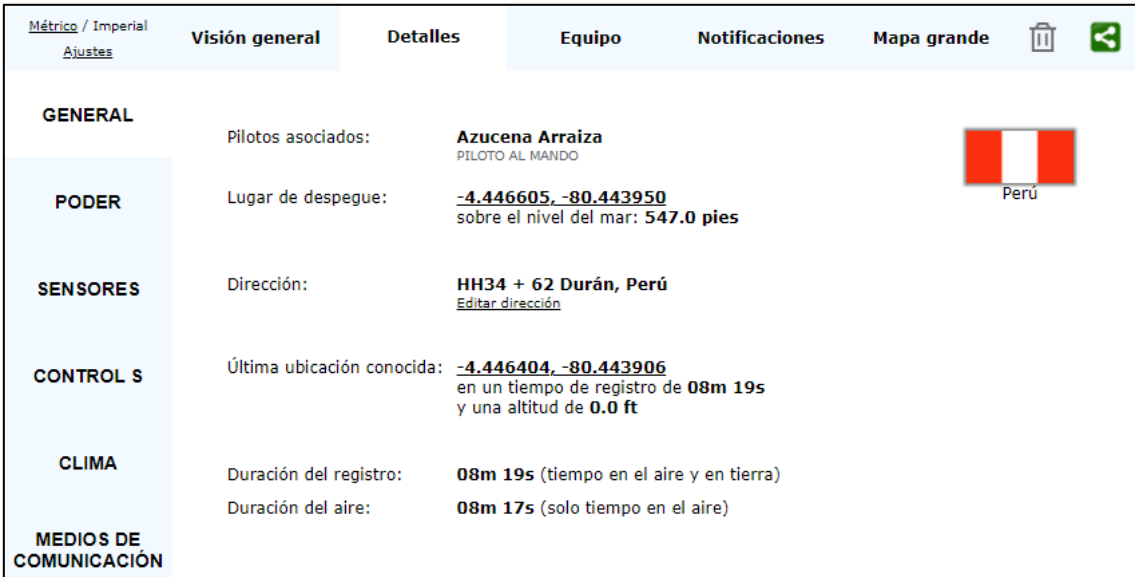 Métrico / Imperial
Ajustes
Visión general
Detalles
Equipo
Notificaciones
Mapa grande
GENERAL
PODER
SENSORES
CONTROL S
CLIMA
MEDIOS DE
COMUNICACIÓN
Pilotos asociados: Azucena Arraiza
PILOTO AL MANDO
Perú
Lugar de despegue: -4.446605, -80.443950
sobre el nivel del mar: 547.0 pies
Dirección: HH34 + 62 Durán, Perú
Editar dirección
Última ubicación conocida: -4.446404, -80.443906
en un tiempo de registro de 08m 19s
y una altitud de 0.0 ft
Duración del registro: 08m 19s (tiempo en el aire y en tierra)
Duración del aire: 08m 17s (solo tiempo en el aire)